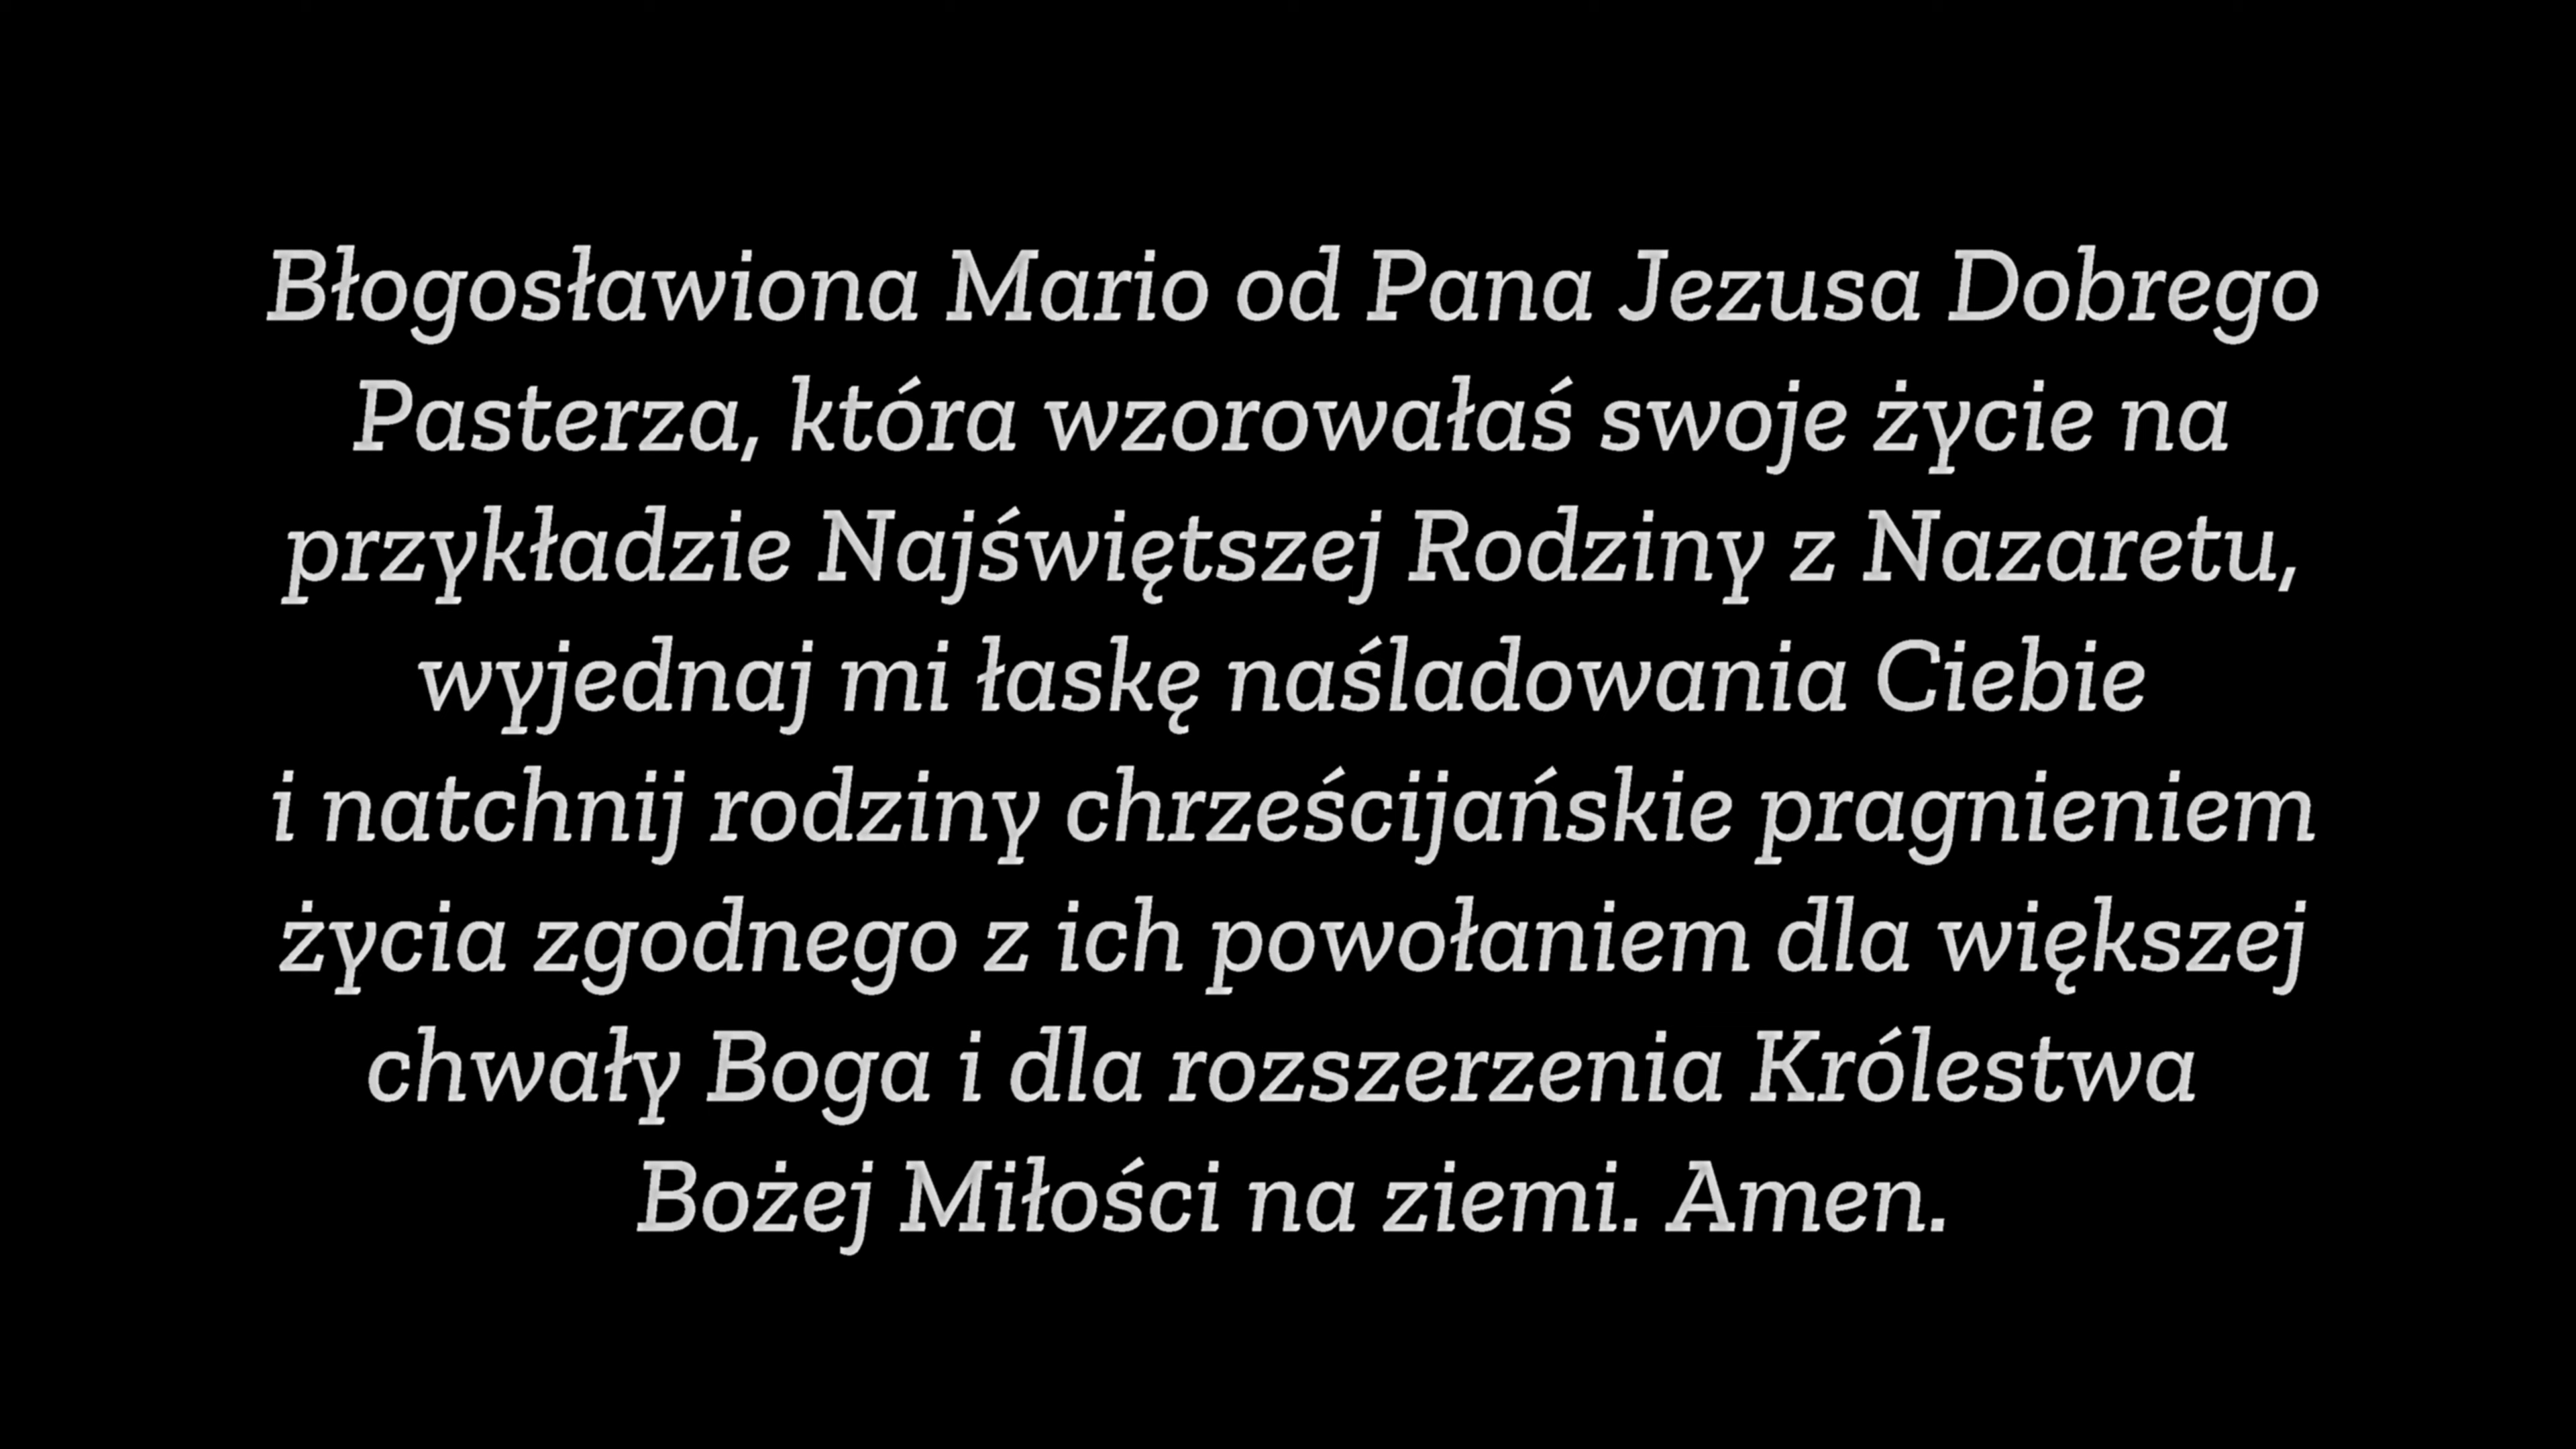 Błogosławiona Mario od Pana Jezusa Dobrego
Pasterza, która wzorowałaś swoje życie na
przykładzie Najświętszej Rodziny z Nazaretu,
wyjednaj mi łaskę naśladowania Ciebie
i natchnij rodziny chrześcijańskie pragnieniem
życia zgodnego z ich powołaniem dla większej
chwały Boga i dla rozszerzenia Królestwa
Bożej Miłości na ziemi. Amen.